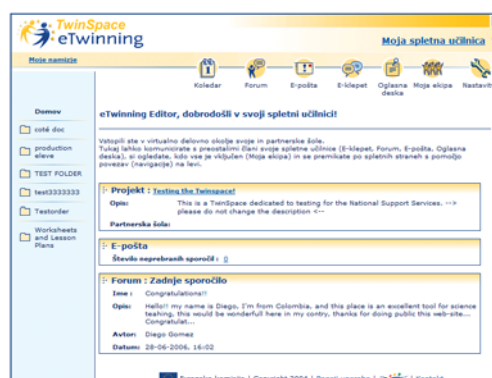 TwinSpace
eTwinning
Moja spletna učilnica
Moje namizje
Koledar Forum E-pošta E-klepet Oglasna deska Moja ekipa Nastavit
Domov
coté doc
production
eleve
TEST FOLDER
test3333333
Testorder
Worksheets
and Lesson
Plans
eTwinning Editor, dobrodošli v svoji spletni učilnici!
Vstopili ste v virtualno delovno okolje svoje in partnerske šole.
Tukaj lahko komunicirate s preostalimi člani svoje spletne učilnice (E-klepet, Forum, E-pošta, Oglasna
deska), si ogledate, kdo vse je vključen (Moja ekipa) in se premikate po spletnih straneh s pomočjo
povezav (navigacije) na levi.
Projekt : Testing the Twinspace!
Opis: This is a TwinSpace dedicated to testing for the National Support Services. -->
please do not change the description <--
Partnerska šola:
E-pošta
Število neprebranih sporočil : 0
Forum : Zadnje sporočilo
Ime : Congratulations!!
Opis: Hello!! my name is Diego, I'm from Colombia, and this place is an excellent tool for science
teahing, this would be wonderfull here in my contry, thanks for doing public this web-site...
Congratulat...
Avtor: Diego Gomez
Datum: 28-06-2006, 16:02